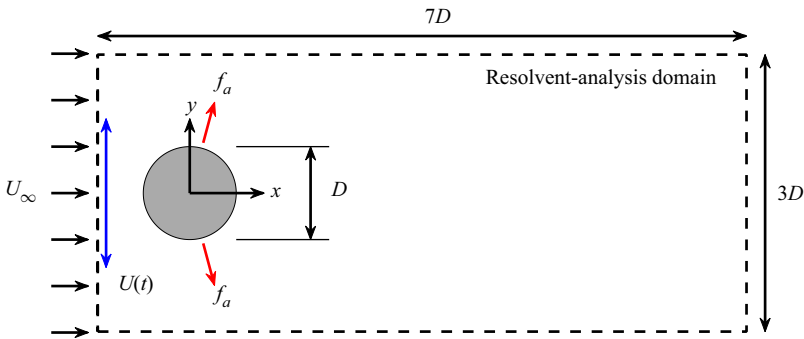 7D
Resolvent-analysis domain
f_a
y
U_∞
x
D
3D
U(t)
f_a